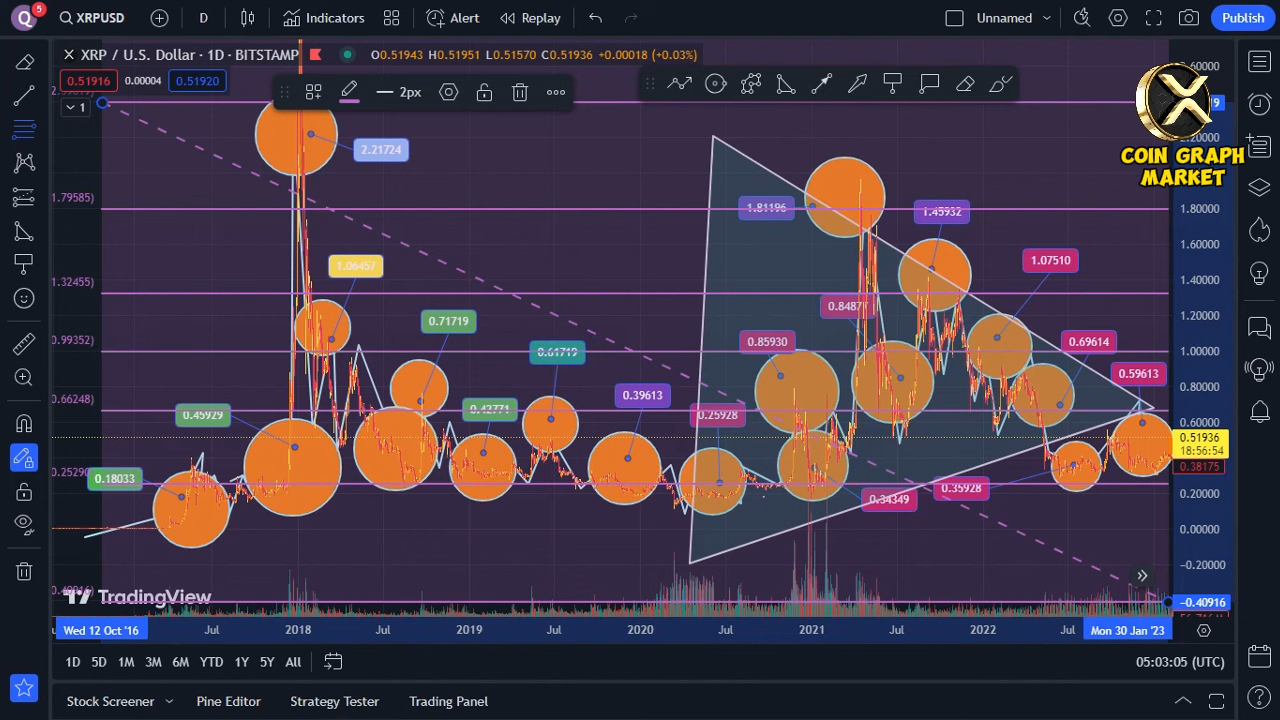 Q
5
XRPUSD
D
Indicators
Alert
Replay
Unnamed
Publish
XRP / U.S. Dollar · 1D · BITSTAMP
O0.51943 H0.51951 L0.51570 C0.51936 +0.00018 (+0.03%)
0.51916
0.00004
0.51920
1
2px
COIN GRAPH
MARKET
2.21724
1.06457
0.45929
0.18033
0.71719
0.42771
0.61719
0.39613
0.25928
0.85930
1.81196
0.8487
1.45932
1.07510
0.69614
0.59613
0.34349
0.35928
1.79585)
1.32455)
0.99352)
0.66248)
0.2529
2.20000
1.80000
1.60000
1.40000
1.20000
1.00000
0.80000
0.60000
0.51936
18:56:54
0.38175
0.20000
0.00000
−0.20000
−0.40916
TradingView
Wed 12 Oct '16
Jul
2018
Jul
2019
Jul
2020
Jul
2021
Jul
2022
Jul
Mon 30 Jan '23
1D
5D
1M
3M
6M
YTD
1Y
5Y
All
05:03:05 (UTC)
Stock Screener
Pine Editor
Strategy Tester
Trading Panel